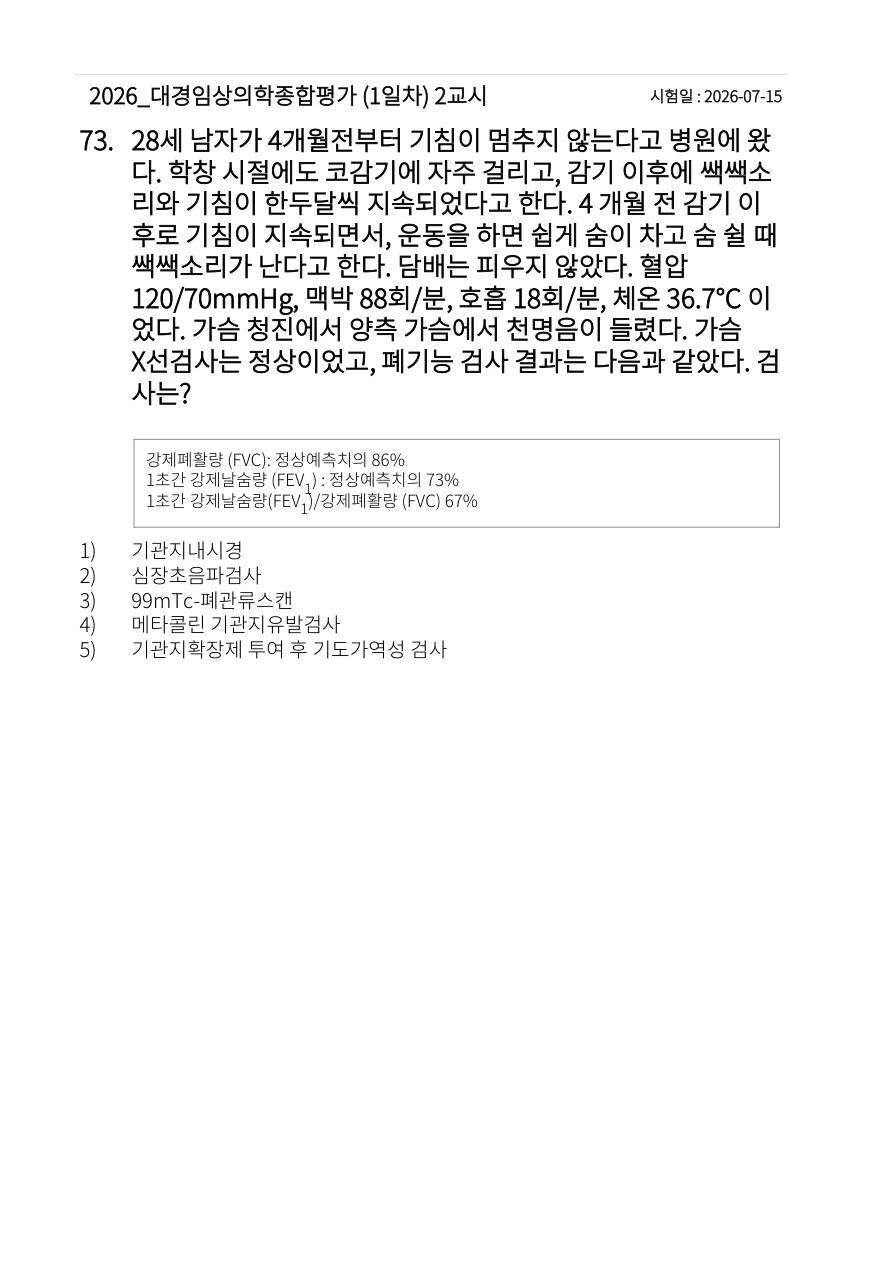 2026_대경임상의학종합평가 (1일차) 2교시
시험일 : 2026-07-15
73. 28세 남자가 4개월전부터 기침이 멈추지 않는다고 병원에 왔
다. 학창 시절에도 코감기에 자주 걸리고, 감기 이후에 쌕쌕소
리와 기침이 한두달씩 지속되었다고 한다. 4 개월 전 감기 이
후로 기침이 지속되면서, 운동을 하면 쉽게 숨이 차고 숨 쉴 때
쌕쌕소리가 난다고 한다. 담배는 피우지 않았다. 혈압
120/70mmHg, 맥박 88회/분, 호흡 18회/분, 체온 36.7℃ 이
었다. 가슴 청진에서 양측 가슴에서 천명음이 들렸다. 가슴
X선검사는 정상이었고, 폐기능 검사 결과는 다음과 같았다. 검
사는?
강제폐활량 (FVC): 정상예측치의 86%
1초간 강제날숨량 (FEV1) : 정상예측치의 73%
1초간 강제날숨량(FEV1)/강제폐활량 (FVC) 67%
1) 기관지내시경
2) 심장초음파검사
3) 99mTc-폐관류스캔
4) 메타콜린 기관지유발검사
5) 기관지확장제 투여 후 기도가역성 검사